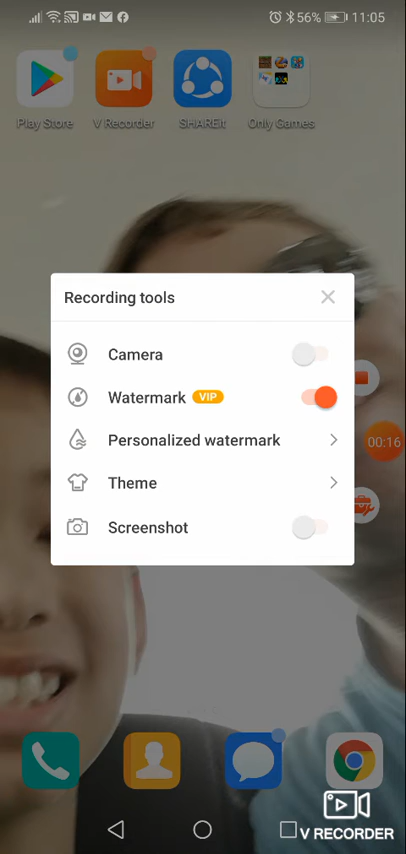 56% 11:05
Play Store V Recorder SHAREit Only Games
Recording tools
Camera
Watermark VIP
Personalized watermark
00:16
Theme
Screenshot
V RECORDER